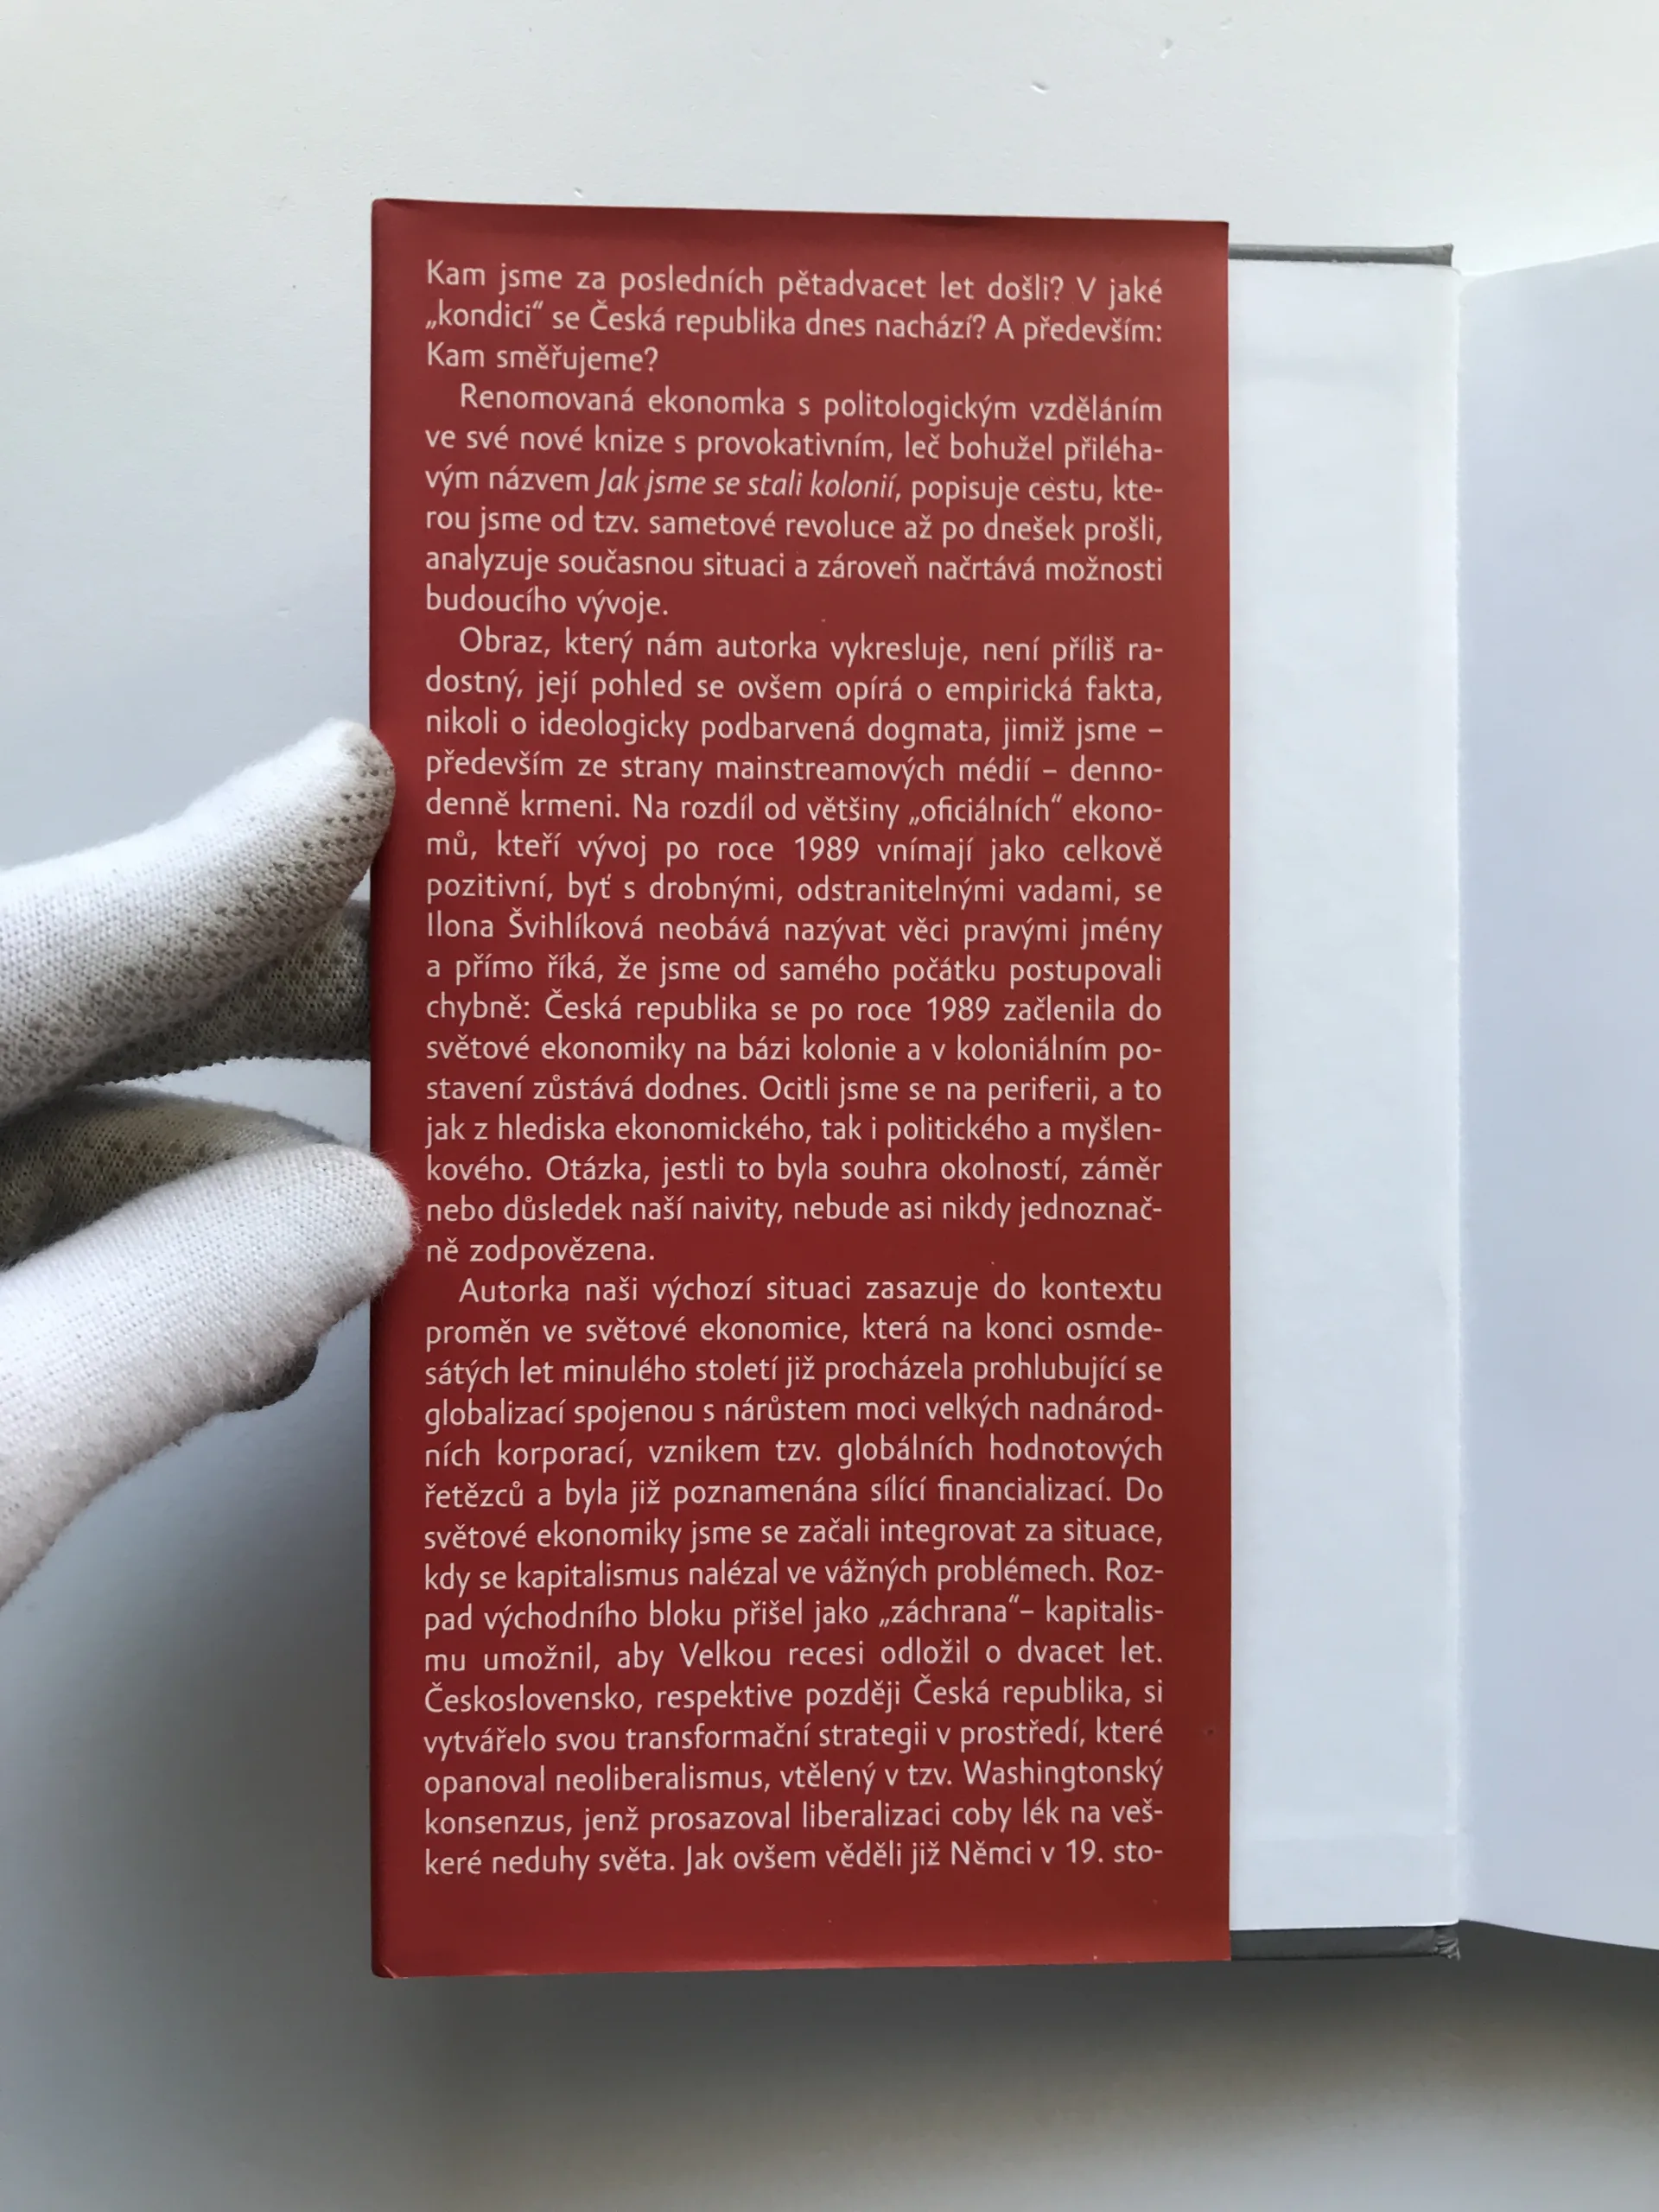 Kam jsme za posledních pětadvacet let došli? V jaké
„kondici“ se Česká republika dnes nachází? A především:
Kam směřujeme?
Renomovaná ekonomka s politologickým vzděláním
ve své nové knize s provokativním, leč bohužel přiléha-
vým názvem Jak jsme se stali kolonií, popisuje cestu, kte-
rou jsme od tzv. sametové revoluce až po dnešek prošli,
analyzuje současnou situaci a zároveň načrtává možnosti
budoucího vývoje.
Obraz, který nám autorka vykresluje, není příliš ra-
dostný, její pohled se ovšem opírá o empirická fakta,
nikoli o ideologicky podbarvená dogmata, jimiž jsme –
především ze strany mainstreamových médií – denno-
denně krmeni. Na rozdíl od většiny „oficiálních“ ekono-
mů, kteří vývoj po roce 1989 vnímají jako celkově
pozitivní, byť s drobnými, odstranitelnými vadami, se
Ilona Švihlíková neobává nazývat věci pravými jmény
a přímo říká, že jsme od samého počátku postupovali
chybně: Česká republika se po roce 1989 začlenila do
světové ekonomiky na bázi kolonie a v koloniálním po-
stavení zůstává dodnes. Ocitli jsme se na periferii, a to
jak z hlediska ekonomického, tak i politického a myšlen-
kového. Otázka, jestli to byla souhra okolností, záměr
nebo důsledek naší naivity, nebude asi nikdy jednoznač-
ně zodpovězena.
Autorka naši výchozí situaci zasazuje do kontextu
proměn ve světové ekonomice, která na konci osmde-
sátých let minulého století již procházela prohlubující se
globalizací spojenou s nárůstem moci velkých nadnárod-
ních korporací, vznikem tzv. globálních hodnotových
řetězců a byla již poznamenána sílící financializací. Do
světové ekonomiky jsme se začali integrovat za situace,
kdy se kapitalismus nalézal ve vážných problémech. Roz-
pad východního bloku přišel jako „záchrana“– kapitalis-
mu umožnil, aby Velkou recesi odložil o dvacet let.
Československo, respektive později Česká republika, si
vytvářelo svou transformační strategii v prostředí, které
opanoval neoliberalismus, vtělený v tzv. Washingtonský
konsenzus, jenž prosazoval liberalizaci coby lék na veš-
keré neduhy světa. Jak ovšem věděli již Němci v 19. sto-